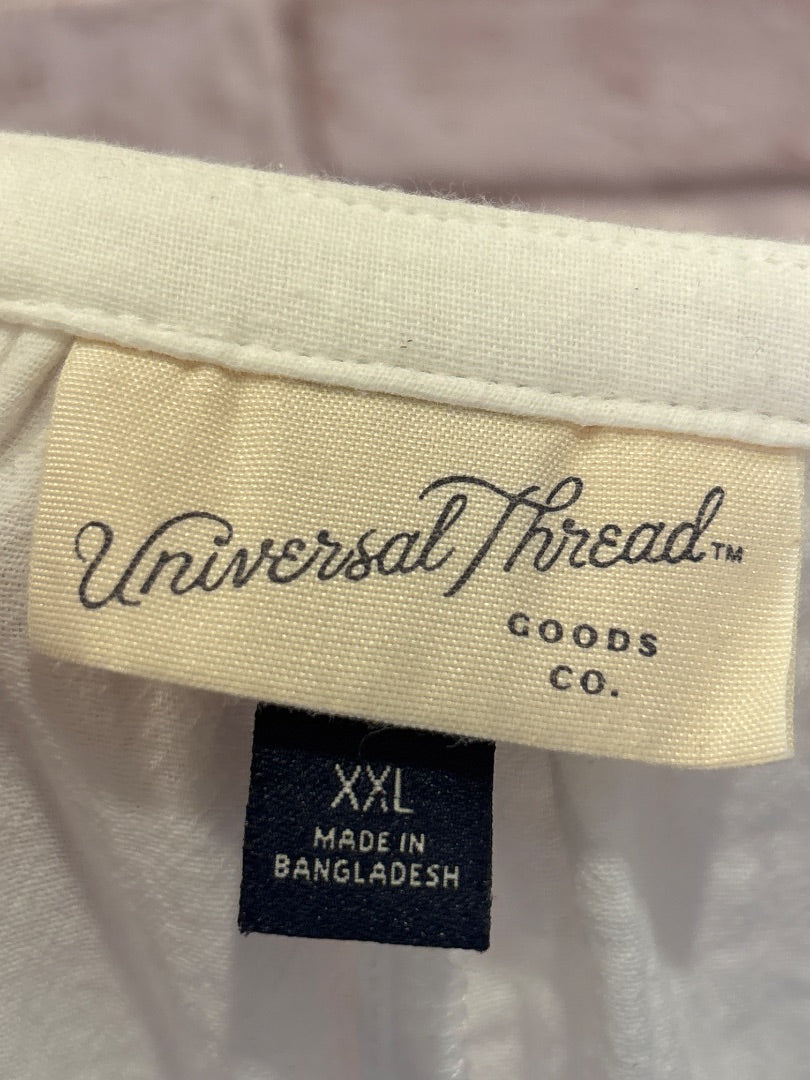 Universal Thread™
GOODS
CO.
XXL
MADE IN
BANGLADESH